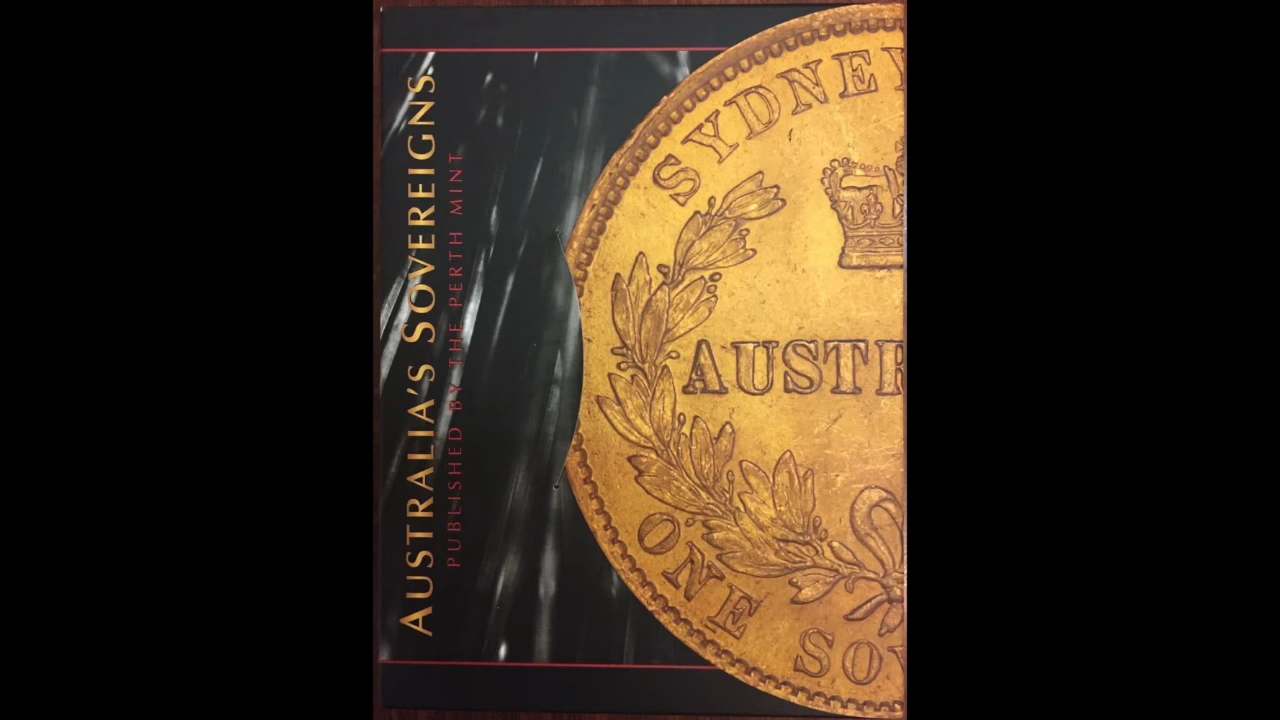 AUSTRALIA'S SOVEREIGNS
PUBLISHED BY THE PERTH MINT
SYDNEY
AUSTR
ONE SOV